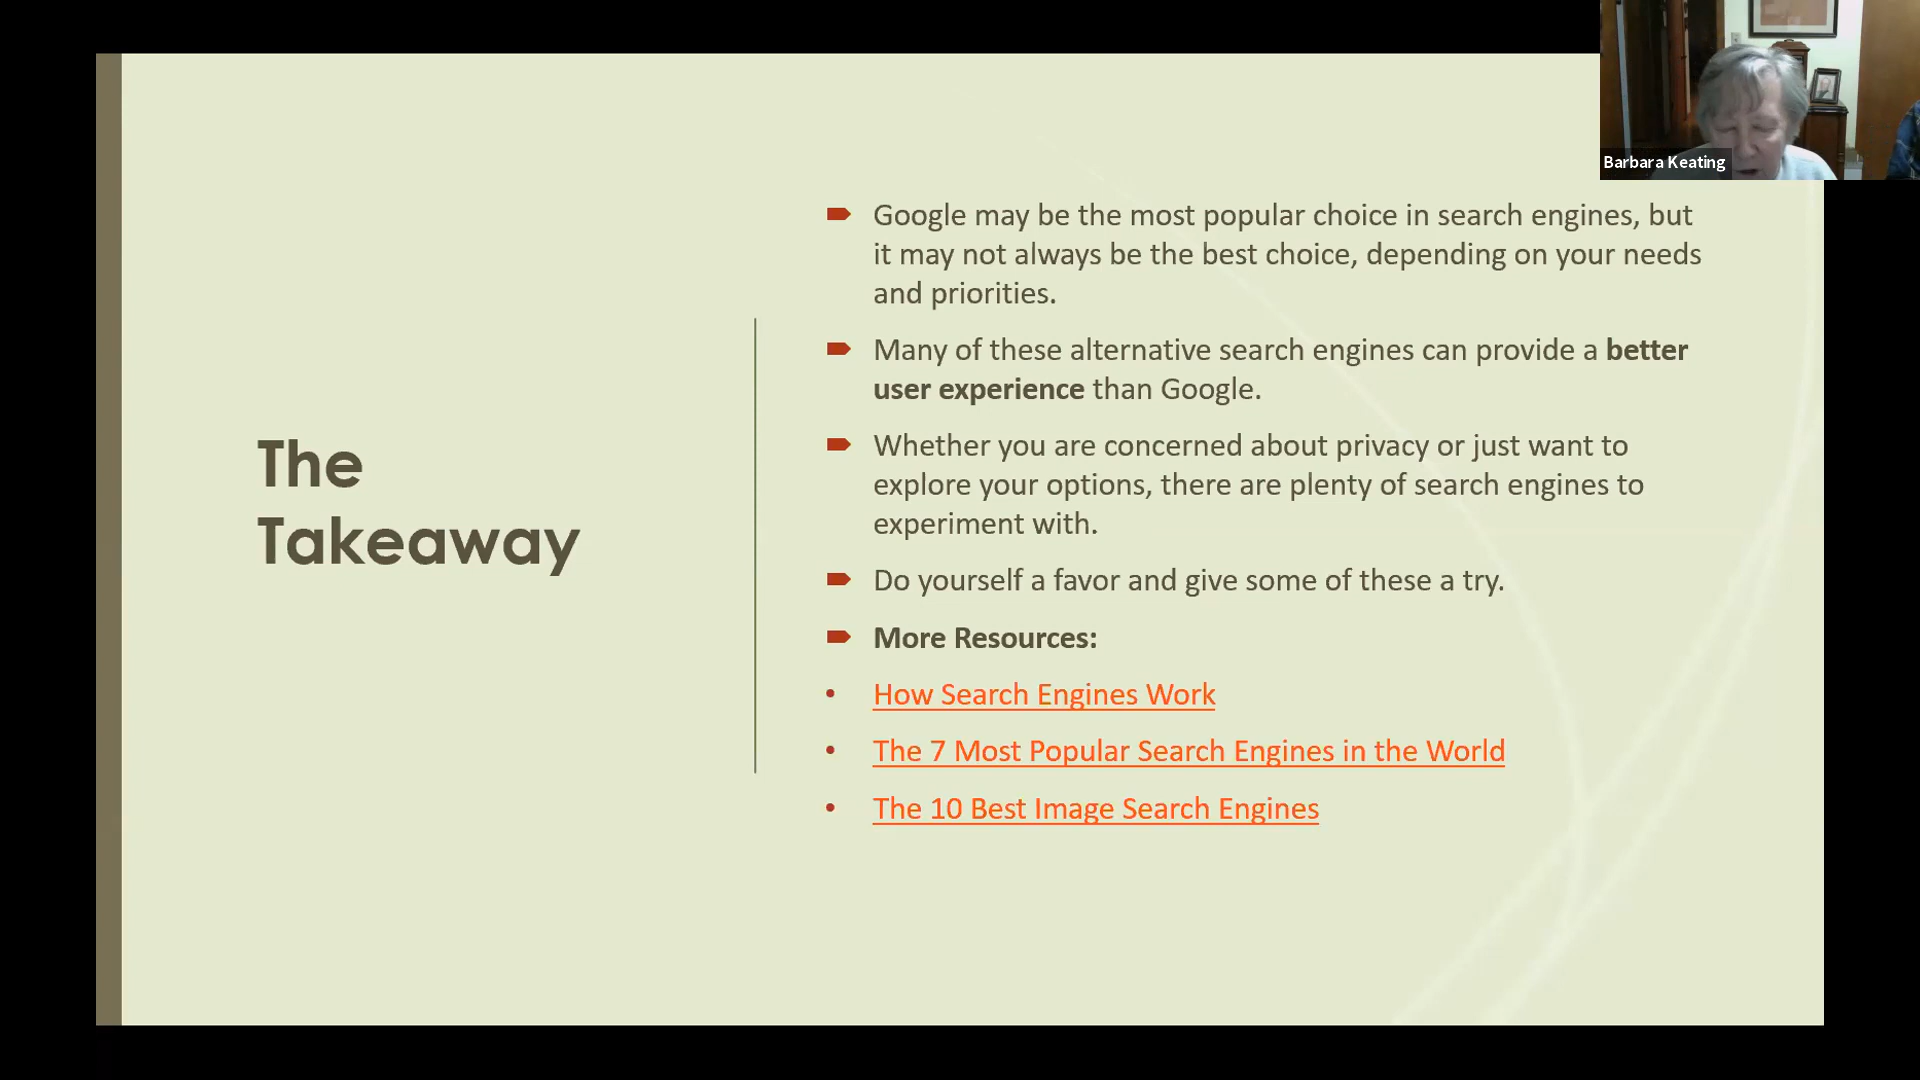 Barbara Keating
The
Takeaway
Google may be the most popular choice in search engines, but
it may not always be the best choice, depending on your needs
and priorities.
Many of these alternative search engines can provide a better
user experience than Google.
Whether you are concerned about privacy or just want to
explore your options, there are plenty of search engines to
experiment with.
Do yourself a favor and give some of these a try.
More Resources:
How Search Engines Work
The 7 Most Popular Search Engines in the World
The 10 Best Image Search Engines